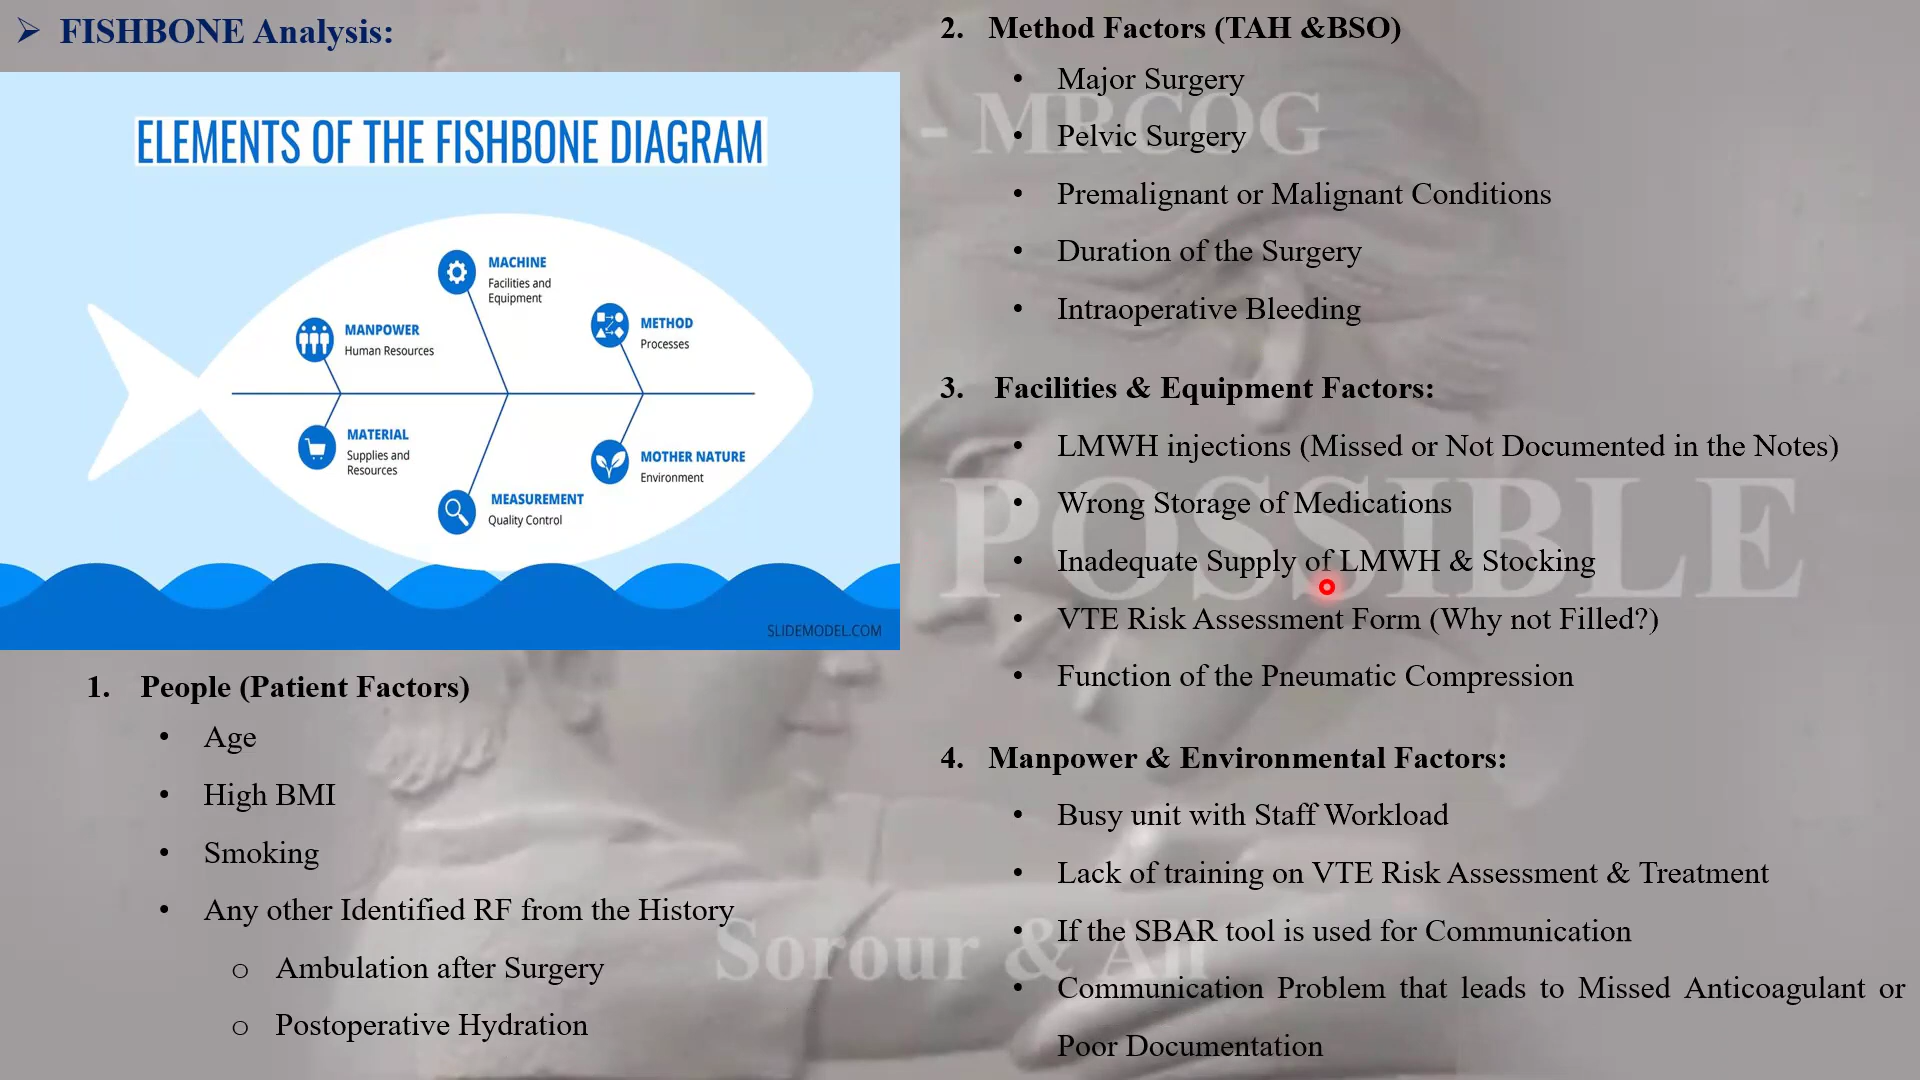 ➢ FISHBONE Analysis:
ELEMENTS OF THE FISHBONE DIAGRAM
MACHINE
Facilities and
Equipment
METHOD
Processes
MANPOWER
Human Resources
MATERIAL
Supplies and
Resources
MOTHER NATURE
Environment
MEASUREMENT
Quality Control
SLIDEMODEL.COM
1. People (Patient Factors)
• Age
• High BMI
• Smoking
• Any other Identified RF from the History
o Ambulation after Surgery
o Postoperative Hydration
2. Method Factors (TAH &BSO)
• Major Surgery
• Pelvic Surgery
• Premalignant or Malignant Conditions
• Duration of the Surgery
• Intraoperative Bleeding
3. Facilities & Equipment Factors:
• LMWH injections (Missed or Not Documented in the Notes)
• Wrong Storage of Medications
• Inadequate Supply of LMWH & Stocking
• VTE Risk Assessment Form (Why not Filled?)
• Function of the Pneumatic Compression
4. Manpower & Environmental Factors:
• Busy unit with Staff Workload
• Lack of training on VTE Risk Assessment & Treatment
• If the SBAR tool is used for Communication
• Communication Problem that leads to Missed Anticoagulant or
Poor Documentation
- MRCOG
POSSIBLE
Sorour & Ali